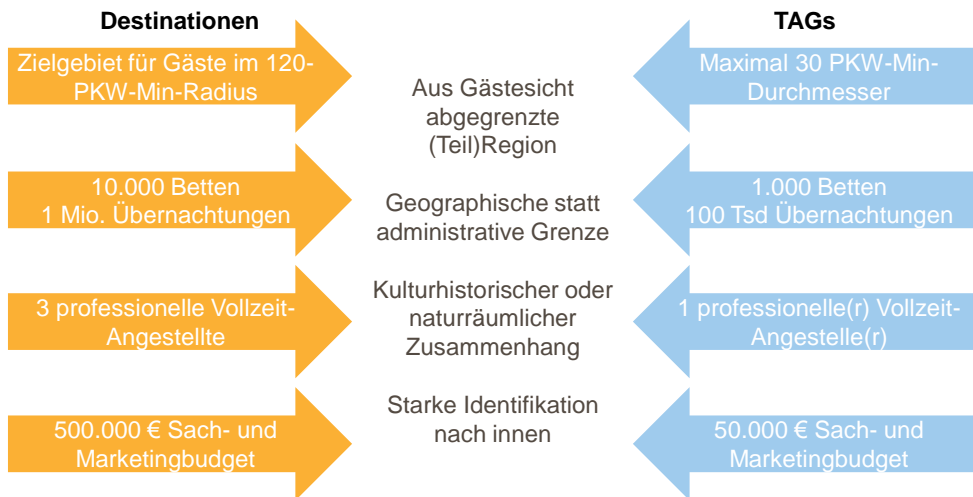 Destinationen
Zielgebiet für Gäste im 120-
PKW-Min-Radius
10.000 Betten
1 Mio. Übernachtungen
3 professionelle Vollzeit-
Angestellte
500.000 € Sach- und
Marketingbudget
Aus Gästesicht
abgegrenzte
(Teil)Region
Geographische statt
administrative Grenze
Kulturhistorischer oder
naturräumlicher
Zusammenhang
Starke Identifikation
nach innen
TAGs
Maximal 30 PKW-Min-
Durchmesser
1.000 Betten
100 Tsd Übernachtungen
1 professionelle(r) Vollzeit-
Angestelle(r)
50.000 € Sach- und
Marketingbudget